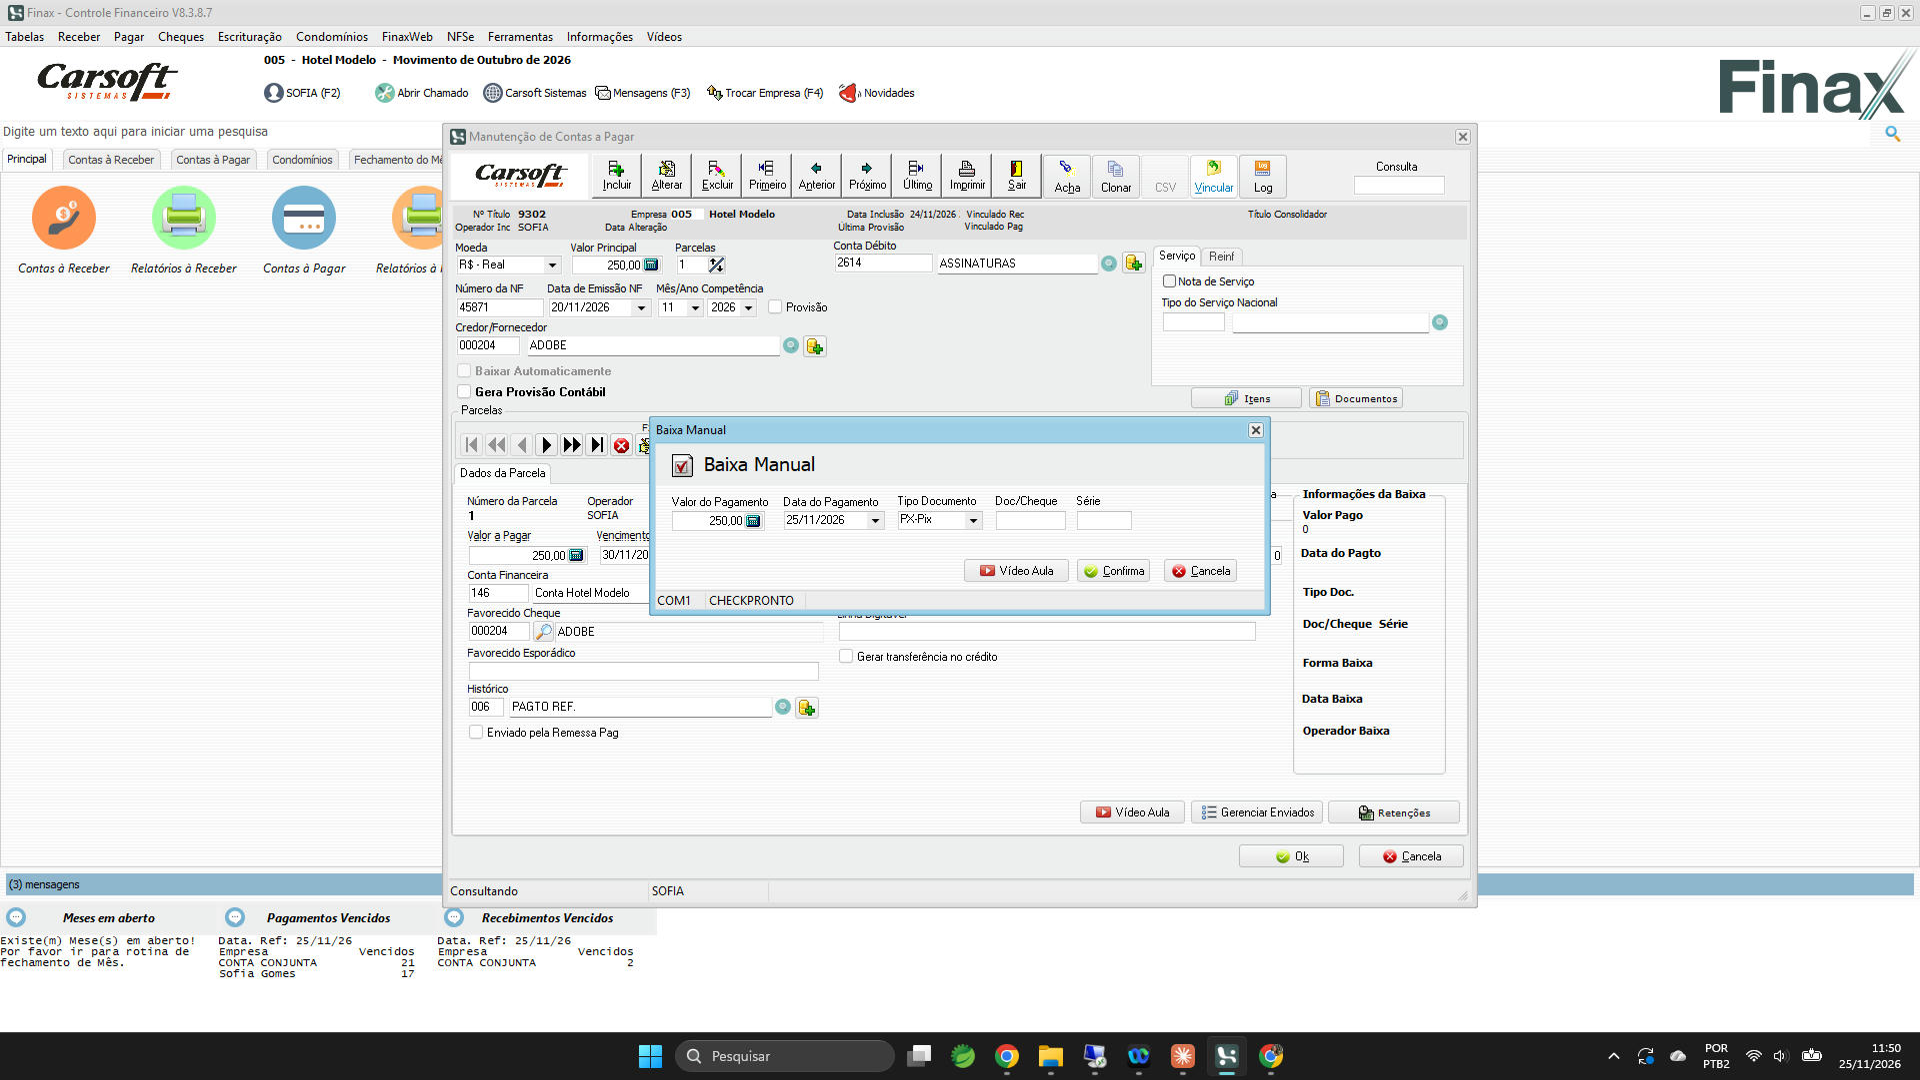 Finax - Controle Financeiro V8.3.8.7
Tabelas Receber Pagar Cheques Escrituração Condomínios FinaxWeb NFSe Ferramentas Informações Vídeos
Carsoft
SISTEMAS
005 - Hotel Modelo - Movimento de Outubro de 2026
SOFIA (F2) Abrir Chamado Carsoft Sistemas Mensagens (F3) Trocar Empresa (F4) Novidades
Finax
Digite um texto aqui para iniciar uma pesquisa
Principal Contas à Receber Contas à Pagar Condomínios Fechamento do Mê
Contas à Receber Relatórios à Receber Contas à Pagar Relatórios à
Manutenção de Contas a Pagar
Carsoft
SISTEMAS
Incluir Alterar Excluir Primeiro Anterior Próximo Último Imprimir Sair Acha Clonar CSV Vincular Log
Consulta
Nº Título 9302 Empresa 005 Hotel Modelo Data Inclusão 24/11/2026 Vinculado Rec Título Consolidador
Operador Inc SOFIA Data Alteração Última Provisão Vinculado Pag
Moeda Valor Principal Parcelas Conta Débito
R$ - Real 250,00 1 2614 ASSINATURAS
Serviço Reinf
Nota de Serviço
Tipo do Serviço Nacional
Número da NF Data de Emissão NF Mês/Ano Competência
45871 20/11/2026 11 2026 Provisão
Credor/Fornecedor
000204 ADOBE
Baixar Automaticamente
Gera Provisão Contábil
Itens Documentos
Parcelas
Dados da Parcela
Número da Parcela Operador
1 SOFIA
Valor a Pagar Vencimento
250,00 30/11/20
0
Conta Financeira
146 Conta Hotel Modelo
Favorecido Cheque
000204 ADOBE
Favorecido Esporádico
Gerar transferência no crédito
Histórico
006 PAGTO REF.
Enviado pela Remessa Pag
Baixa Manual
Baixa Manual
Valor do Pagamento Data do Pagamento Tipo Documento Doc/Cheque Série
250,00 25/11/2026 PX-Pix
Vídeo Aula Confirma Cancela
COM1 CHECKPRONTO
Informações da Baixa
Valor Pago
0
Data do Pagto
Tipo Doc.
Doc/Cheque Série
Forma Baixa
Data Baixa
Operador Baixa
Vídeo Aula Gerenciar Enviados Retenções
Ok Cancela
Consultando SOFIA
(3) mensagens
Meses em aberto
Existe(m) Mese(s) em aberto!
Por favor ir para rotina de
fechamento de Mês.
Pagamentos Vencidos
Data. Ref: 25/11/26
Empresa Vencidos
CONTA CONJUNTA 21
Sofia Gomes 17
Recebimentos Vencidos
Data. Ref: 25/11/26
Empresa Vencidos
CONTA CONJUNTA 2
Pesquisar
POR
PTB2
11:50
25/11/2026